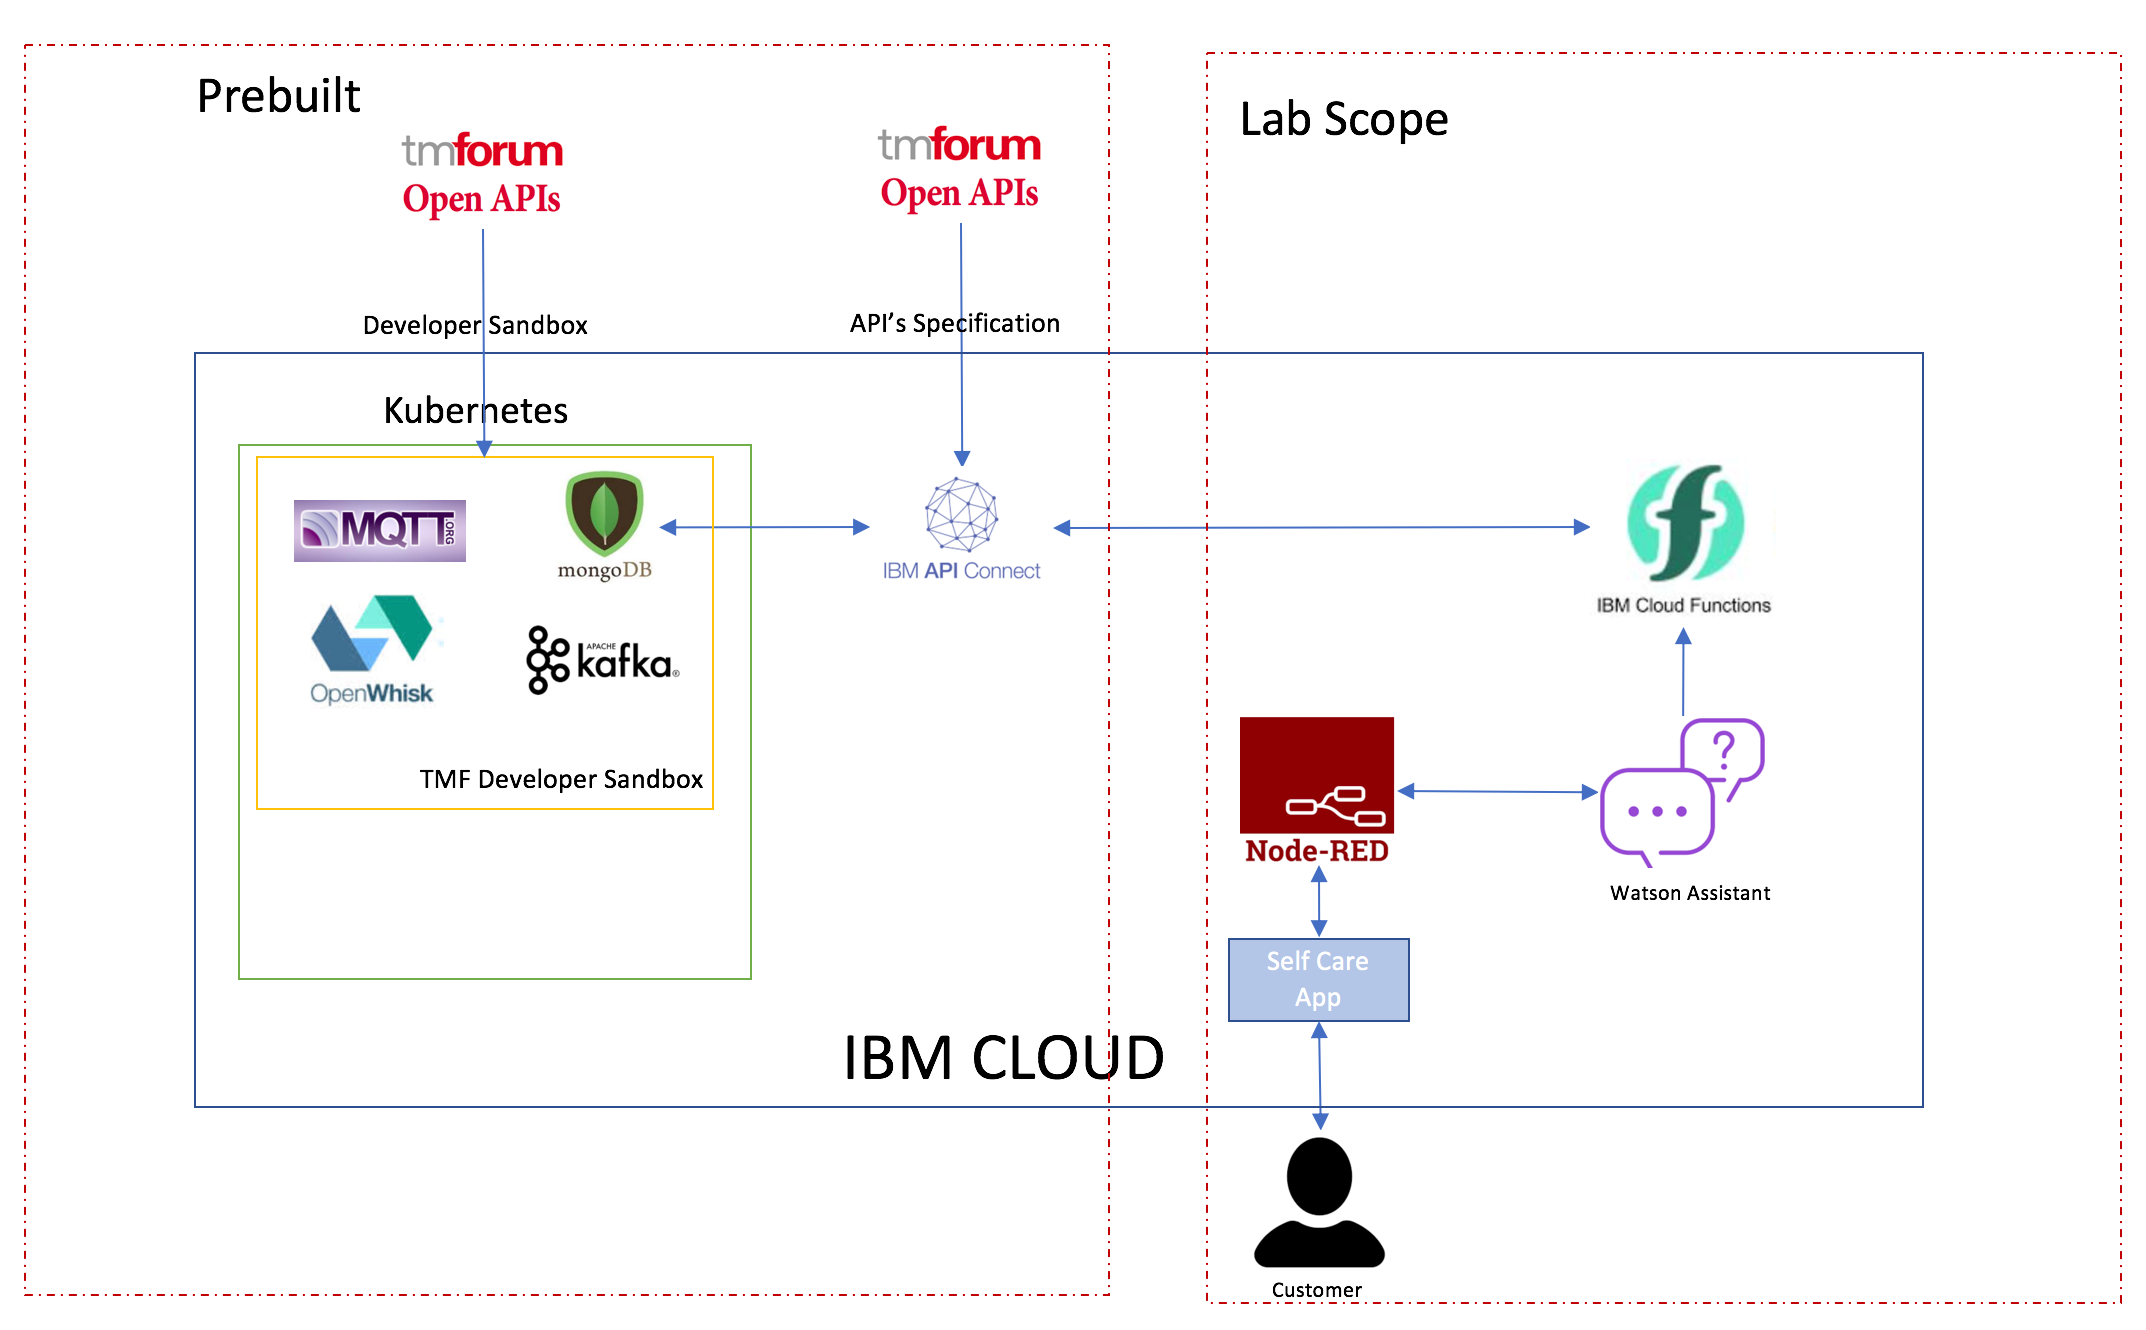 Prebuilt
tmforum
Open APIs
tmforum
Open APIs
Lab Scope
Developer Sandbox
API's Specification
Kubernetes
MQTT.ORG
mongoDB
OpenWhisk
APACHE
kafka®
TMF Developer Sandbox
IBM API Connect
IBM Cloud Functions
Node-RED
Watson Assistant
Self Care
App
IBM CLOUD
Customer